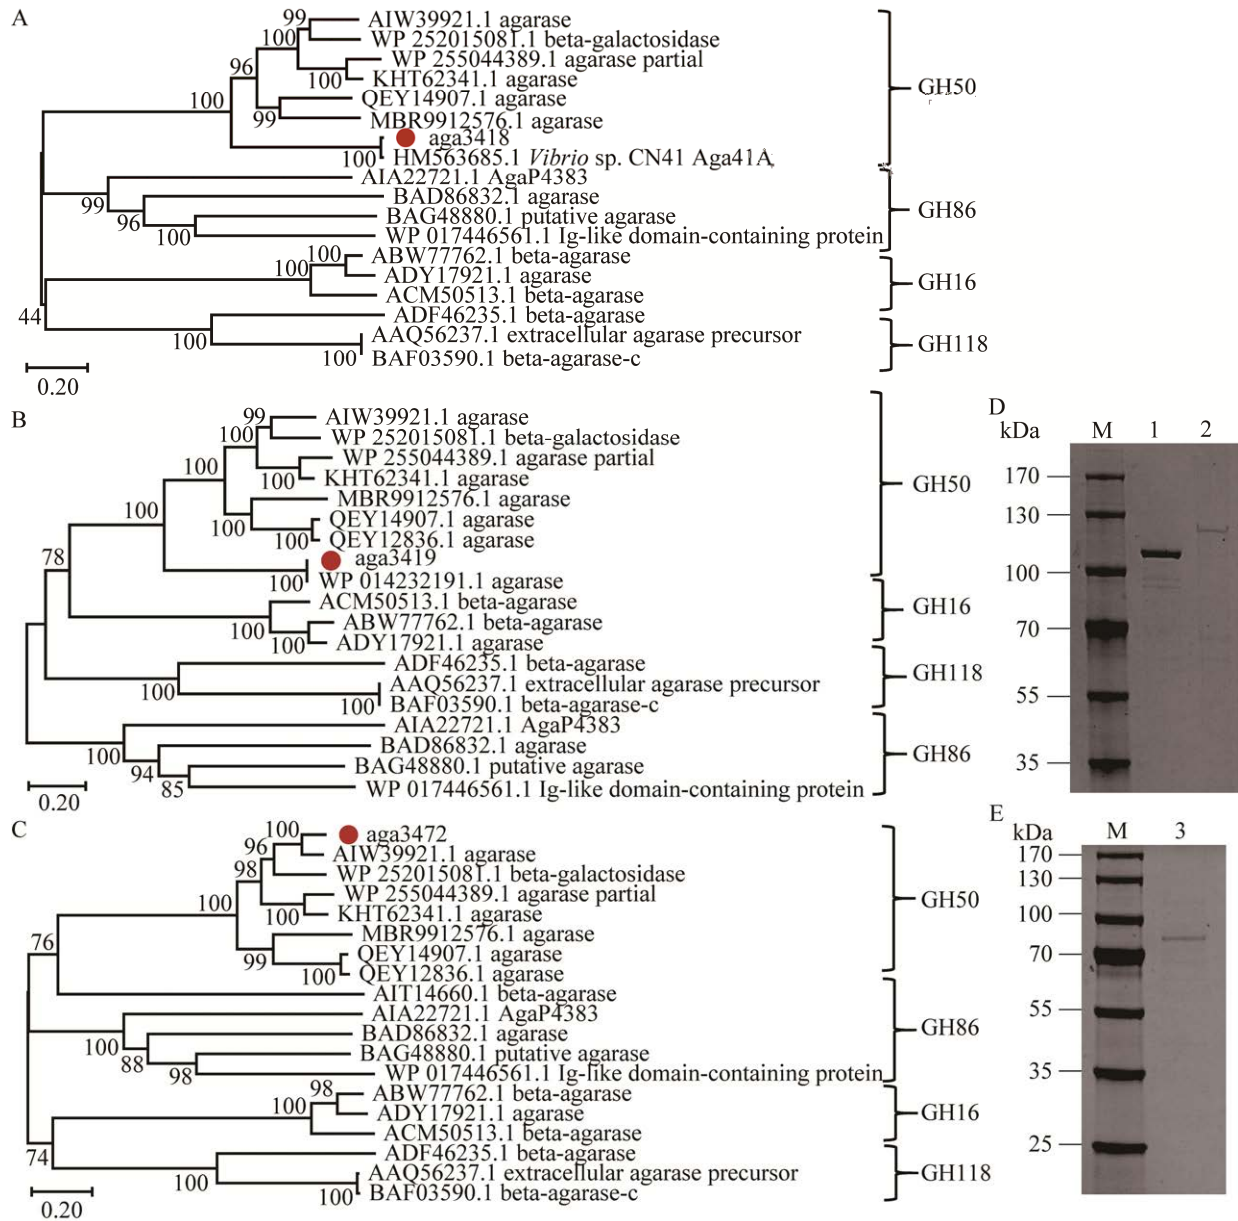 A
99 AIW39921.1 agarase
100 WP 252015081.1 beta-galactosidase
WP 255044389.1 agarase partial
96 100 KHT62341.1 agarase
100 QEY14907.1 agarase
99 MBR9912576.1 agarase
aga3418
100 HM563685.1 Vibrio sp. CN41 Aga41A
GH50
AIA22721.1 AgaP4383
99 BAD86832.1 agarase
96 BAG48880.1 putative agarase
100 WP 017446561.1 Ig-like domain-containing protein
GH86
100 ABW77762.1 beta-agarase
100 ADY17921.1 agarase
ACM50513.1 beta-agarase
GH16
44 ADF46235.1 beta-agarase
100 AAQ56237.1 extracellular agarase precursor
100 BAF03590.1 beta-agarase-c
GH118
0.20
B
99 AIW39921.1 agarase
100 WP 252015081.1 beta-galactosidase
WP 255044389.1 agarase partial
100 100 KHT62341.1 agarase
MBR9912576.1 agarase
100 100 QEY14907.1 agarase
100 QEY12836.1 agarase
aga3419
100 WP 014232191.1 agarase
GH50
78 ACM50513.1 beta-agarase
100 ABW77762.1 beta-agarase
100 ADY17921.1 agarase
GH16
ADF46235.1 beta-agarase
100 AAQ56237.1 extracellular agarase precursor
100 BAF03590.1 beta-agarase-c
GH118
AIA22721.1 AgaP4383
100 BAD86832.1 agarase
94 BAG48880.1 putative agarase
85 WP 017446561.1 Ig-like domain-containing protein
GH86
0.20
C
100 aga3472
96 AIW39921.1 agarase
98 WP 252015081.1 beta-galactosidase
WP 255044389.1 agarase partial
100 100 KHT62341.1 agarase
MBR9912576.1 agarase
99 QEY14907.1 agarase
100 QEY12836.1 agarase
GH50
76 AIT14660.1 beta-agarase
AIA22721.1 AgaP4383
100 BAD86832.1 agarase
88 BAG48880.1 putative agarase
98 WP 017446561.1 Ig-like domain-containing protein
GH86
98 ABW77762.1 beta-agarase
100 ADY17921.1 agarase
ACM50513.1 beta-agarase
GH16
74 ADF46235.1 beta-agarase
100 AAQ56237.1 extracellular agarase precursor
100 BAF03590.1 beta-agarase-c
GH118
0.20
D
kDa M 1 2
170
130
100
70
55
35
E
kDa M 3
170
130
100
70
55
35
25